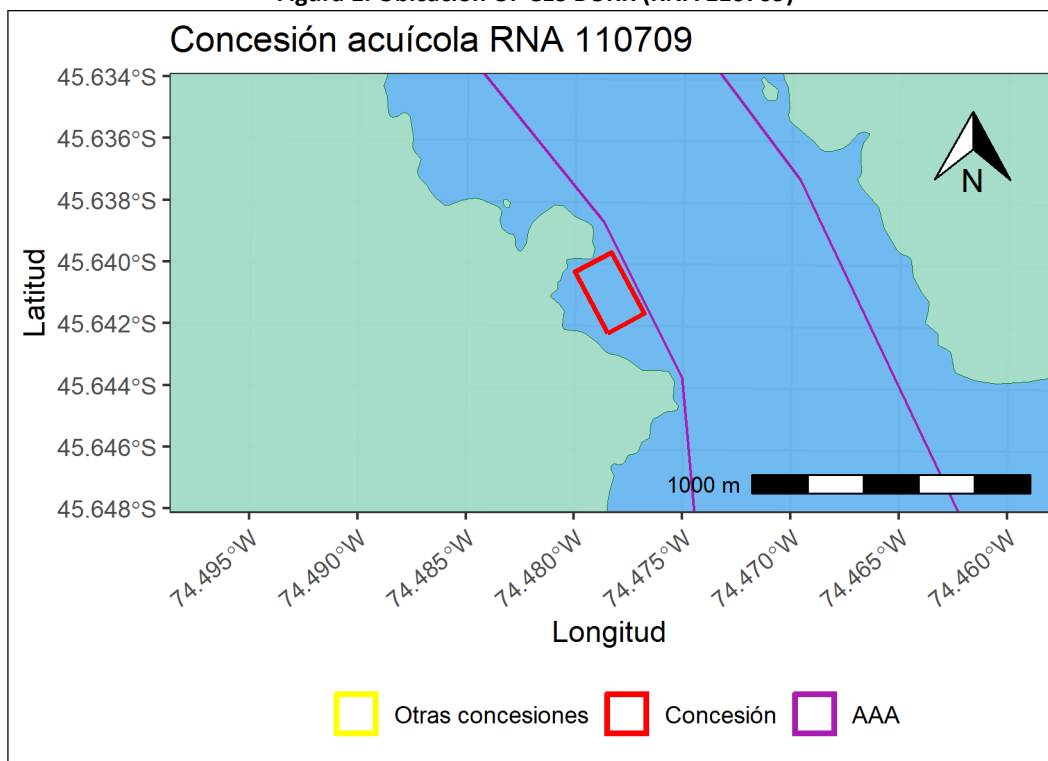 Concesión acuícola RNA 110709
45.634°S
45.636°S
45.638°S
45.640°S
45.642°S
45.644°S
45.646°S
45.648°S
Latitud
N
1000 m
74.495°W
74.490°W
74.485°W
74.480°W
74.475°W
74.470°W
74.465°W
74.460°W
Longitud
Otras concesiones
Concesión
AAA